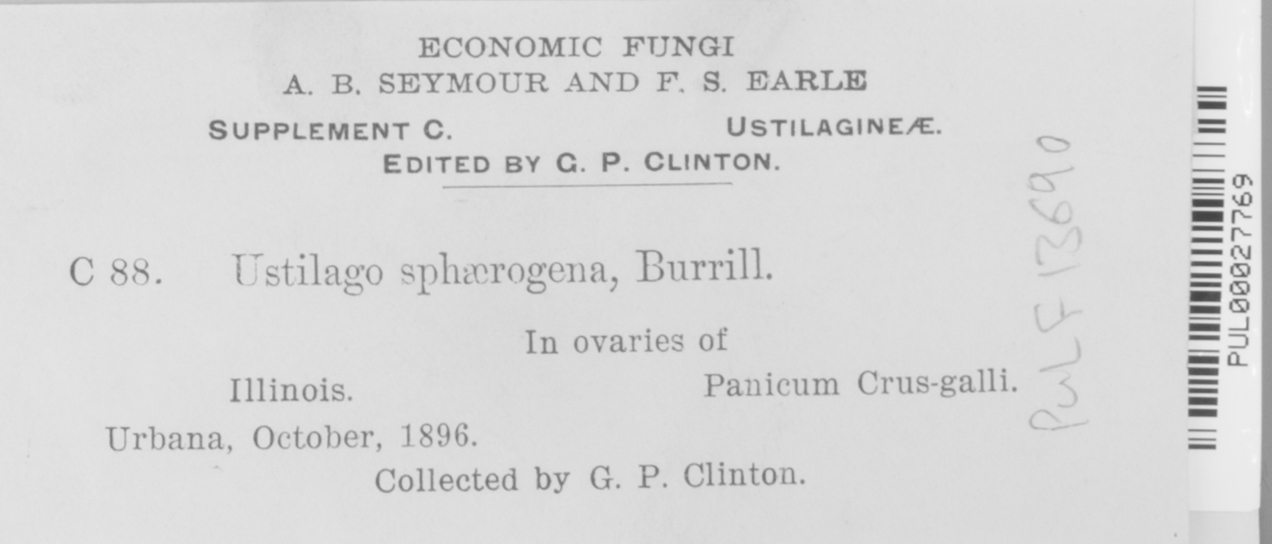 ECONOMIC FUNGI
A. B. SEYMOUR AND F. S. EARLE
SUPPLEMENT C. USTILAGINEÆ.
EDITED BY G. P. CLINTON.
C 88. Ustilago sphærogena, Burrill.
In ovaries of
Illinois. Panicum Crus-galli.
Urbana, October, 1896.
Collected by G. P. Clinton.
PUL F 13690
PUL00027769